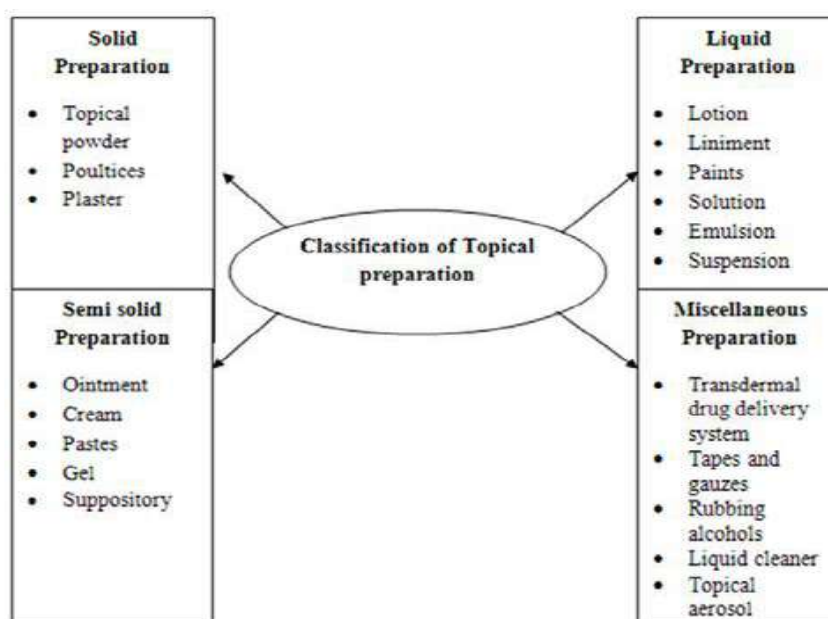 Solid
Preparation
• Topical
powder
• Poultices
• Plaster
Liquid
Preparation
• Lotion
• Liniment
• Paints
• Solution
• Emulsion
• Suspension
Classification of Topical
preparation
Semi solid
Preparation
• Ointment
• Cream
• Pastes
• Gel
• Suppository
Miscellaneous
Preparation
• Transdermal
drug delivery
system
• Tapes and
gauzes
• Rubbing
alcohols
• Liquid cleaner
• Topical
aerosol